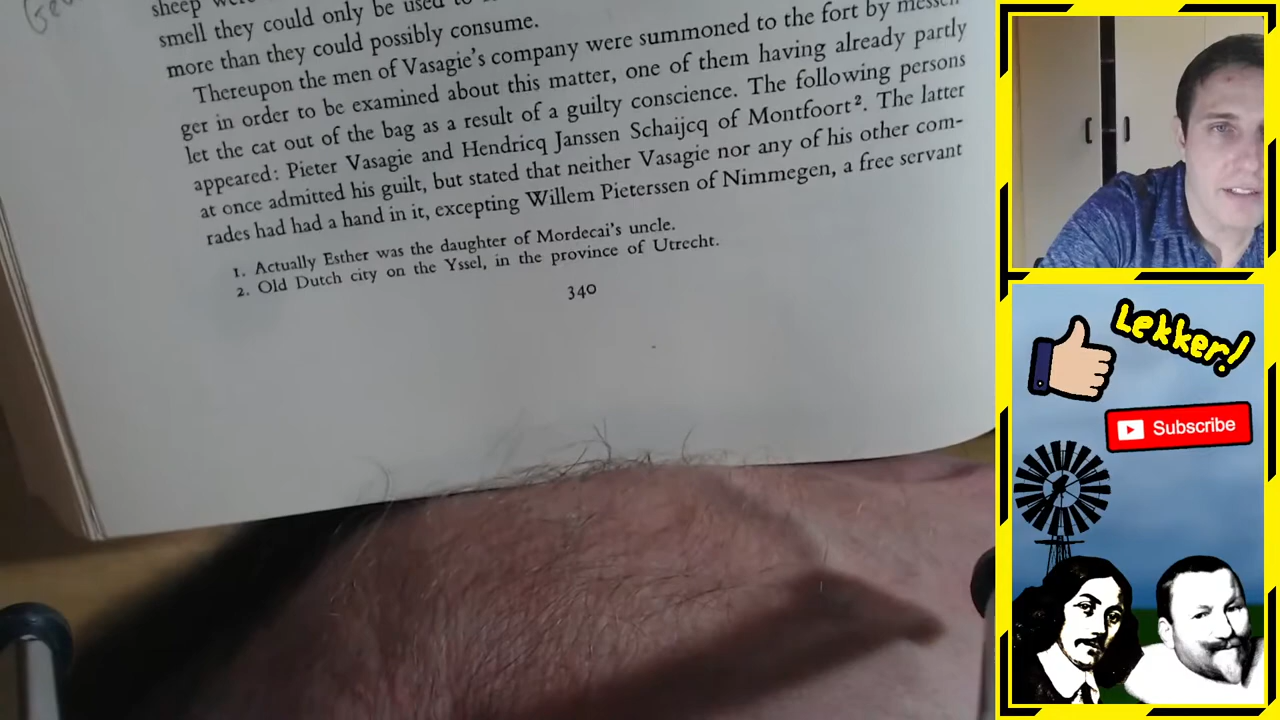 sheep
smell they could only be used to
more than they could possibly consume.
Thereupon the men of Vasagie's company were summoned to the fort by messen-
ger in order to be examined about this matter, one of them having already partly
let the cat out of the bag as a result of a guilty conscience. The following persons
appeared: Pieter Vasagie and Hendricq Janssen Schaijcq of Montfoort². The latter
at once admitted his guilt, but stated that neither Vasagie nor any of his other com-
rades had had a hand in it, excepting Willem Pieterssen of Nimmegen, a free servant
1. Actually Esther was the daughter of Mordecai's uncle.
2. Old Dutch city on the Yssel, in the province of Utrecht.
340
Lekker!
Subscribe